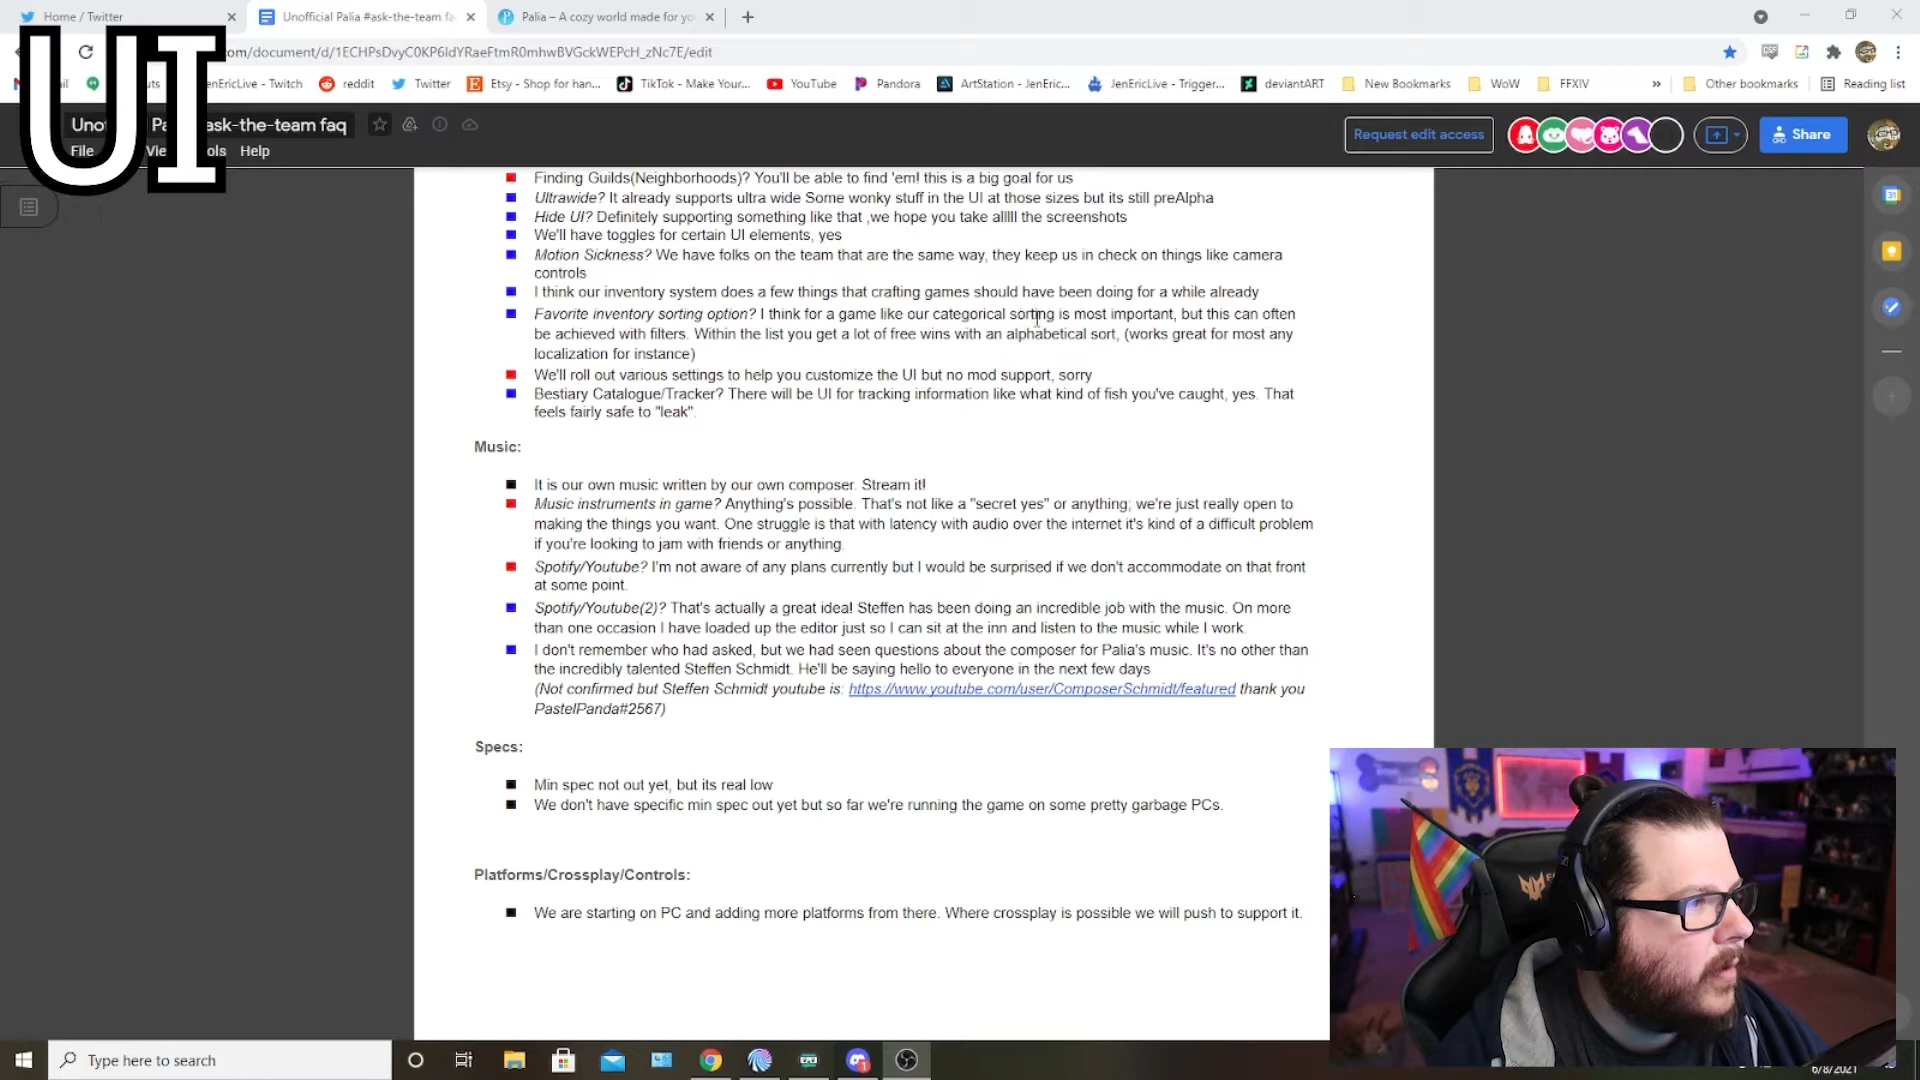 Home / Twitter
Unofficial Palia #ask-the-team fa
Palia – A cozy world made for yo
UI
.com/document/d/1ECHPsDvyC0KP6IdYRaeFtmR0mhwBVGckWEPcH_zNc7E/edit
JenEricLive - Twitch
reddit
Twitter
Etsy - Shop for han...
TikTok - Make Your...
YouTube
Pandora
ArtStation - JenEric...
JenEricLive - Trigger...
deviantART
New Bookmarks
WoW
FFXIV
»
Other bookmarks
Reading list
ask-the-team faq
Request edit access
Share
File
Help
Finding Guilds(Neighborhoods)? You'll be able to find 'em! this is a big goal for us
Ultrawide? It already supports ultra wide Some wonky stuff in the UI at those sizes but its still preAlpha
Hide UI? Definitely supporting something like that ,we hope you take alllll the screenshots
We'll have toggles for certain UI elements, yes
Motion Sickness? We have folks on the team that are the same way, they keep us in check on things like camera
controls
I think our inventory system does a few things that crafting games should have been doing for a while already
Favorite inventory sorting option? I think for a game like our categorical sorting is most important, but this can often
be achieved with filters. Within the list you get a lot of free wins with an alphabetical sort, (works great for most any
localization for instance)
We'll roll out various settings to help you customize the UI but no mod support, sorry
Bestiary Catalogue/Tracker? There will be UI for tracking information like what kind of fish you've caught, yes. That
feels fairly safe to "leak".
Music:
It is our own music written by our own composer. Stream it!
Music instruments in game? Anything's possible. That's not like a "secret yes" or anything; we're just really open to
making the things you want. One struggle is that with latency with audio over the internet it's kind of a difficult problem
if you're looking to jam with friends or anything.
Spotify/Youtube? I'm not aware of any plans currently but I would be surprised if we don't accommodate on that front
at some point.
Spotify/Youtube(2)? That's actually a great idea! Steffen has been doing an incredible job with the music. On more
than one occasion I have loaded up the editor just so I can sit at the inn and listen to the music while I work.
I don't remember who had asked, but we had seen questions about the composer for Palia's music. It's no other than
the incredibly talented Steffen Schmidt. He'll be saying hello to everyone in the next few days
(Not confirmed but Steffen Schmidt youtube is: https://www.youtube.com/user/ComposerSchmidt/featured thank you
PastelPanda#2567)
Specs:
Min spec not out yet, but its real low
We don't have specific min spec out yet but so far we're running the game on some pretty garbage PCs.
Platforms/Crossplay/Controls:
We are starting on PC and adding more platforms from there. Where crossplay is possible we will push to support it.
Type here to search
6/8/2021